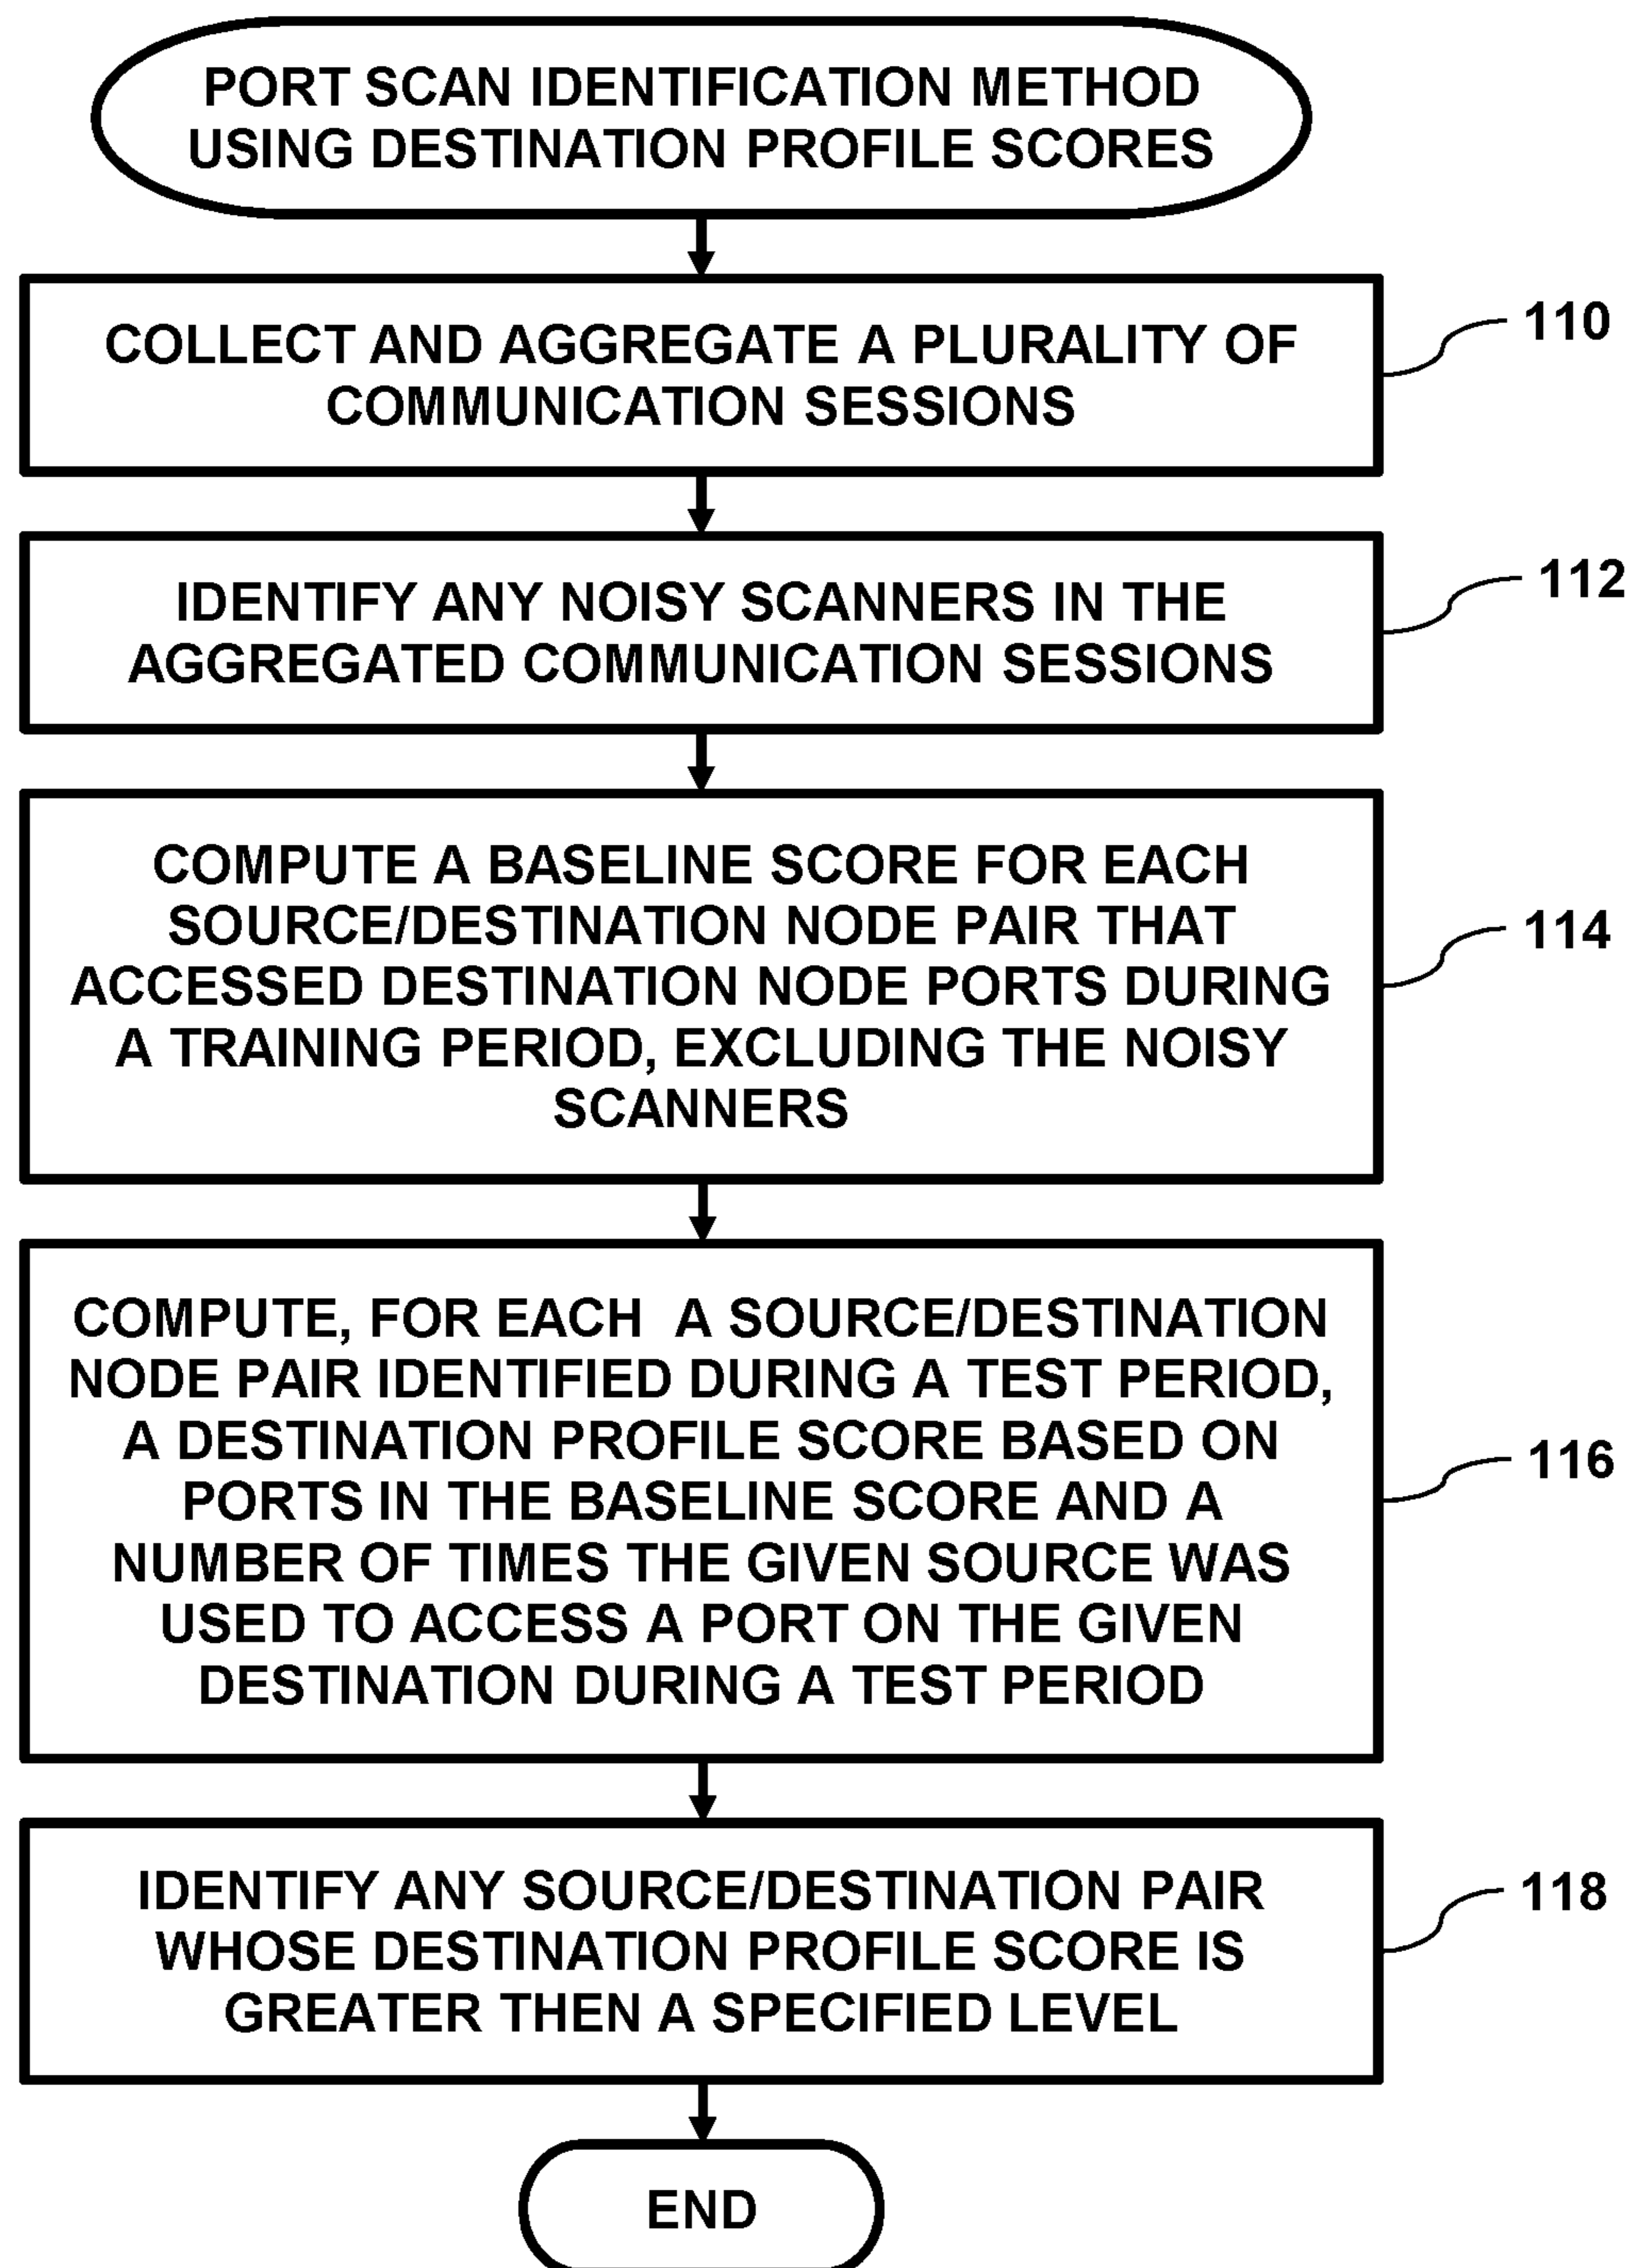 PORT SCAN IDENTIFICATION METHOD
USING DESTINATION PROFILE SCORES
COLLECT AND AGGREGATE A PLURALITY OF
COMMUNICATION SESSIONS
110
IDENTIFY ANY NOISY SCANNERS IN THE
AGGREGATED COMMUNICATION SESSIONS
112
COMPUTE A BASELINE SCORE FOR EACH
SOURCE/DESTINATION NODE PAIR THAT
ACCESSED DESTINATION NODE PORTS DURING
A TRAINING PERIOD, EXCLUDING THE NOISY
SCANNERS
114
COMPUTE, FOR EACH A SOURCE/DESTINATION
NODE PAIR IDENTIFIED DURING A TEST PERIOD,
A DESTINATION PROFILE SCORE BASED ON
PORTS IN THE BASELINE SCORE AND A
NUMBER OF TIMES THE GIVEN SOURCE WAS
USED TO ACCESS A PORT ON THE GIVEN
DESTINATION DURING A TEST PERIOD
116
IDENTIFY ANY SOURCE/DESTINATION PAIR
WHOSE DESTINATION PROFILE SCORE IS
GREATER THEN A SPECIFIED LEVEL
118
END